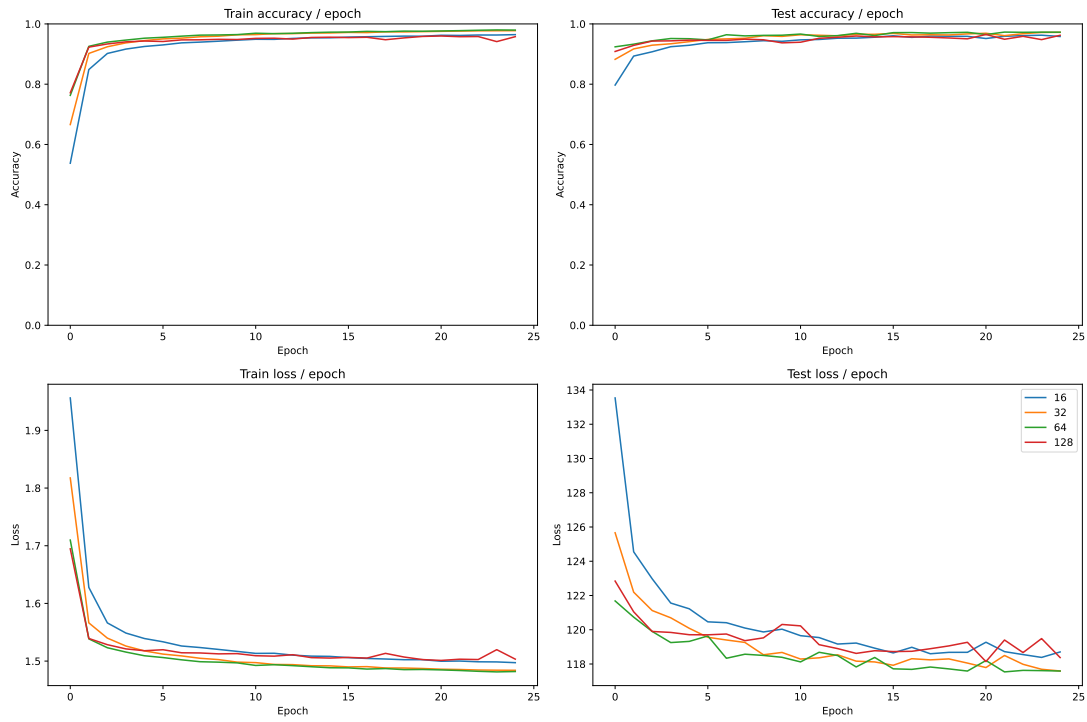 Train accuracy / epoch
Accuracy
1.0
0.8
0.6
0.4
0.2
0.0
0 5 10 15 20 25
Epoch
Test accuracy / epoch
Accuracy
1.0
0.8
0.6
0.4
0.2
0.0
0 5 10 15 20 25
Epoch
Train loss / epoch
Loss
1.9
1.8
1.7
1.6
1.5
0 5 10 15 20 25
Epoch
Test loss / epoch
Loss
134
132
130
128
126
124
122
120
118
0 5 10 15 20 25
Epoch
16
32
64
128